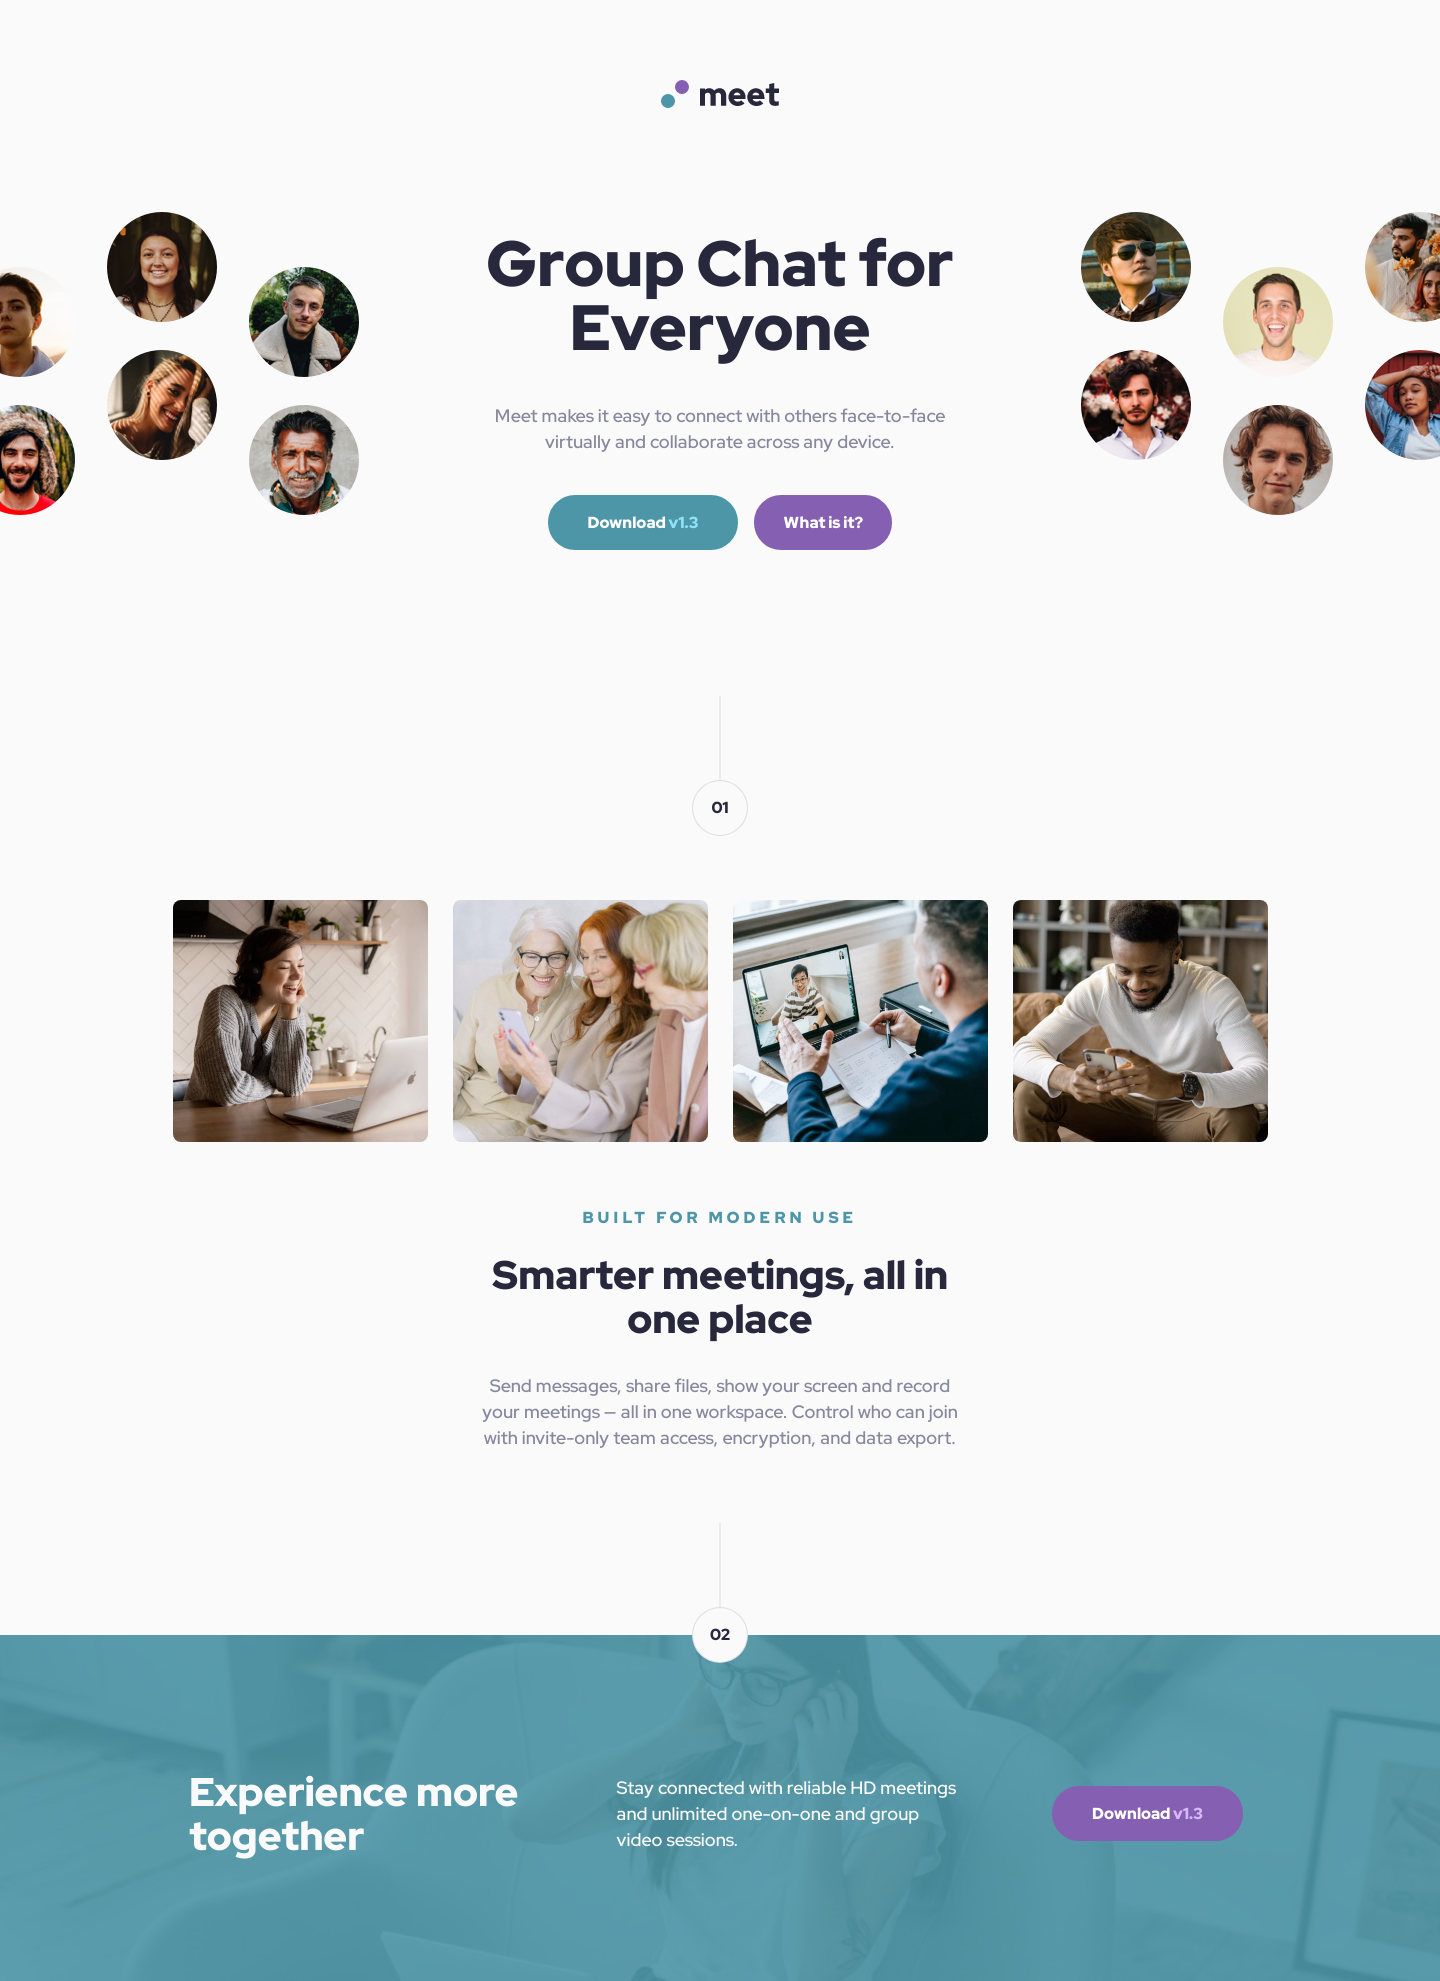 meet
Group Chat for
Everyone
Meet makes it easy to connect with others face-to-face
virtually and collaborate across any device.
Download v1.3
What is it?
01
BUILT FOR MODERN USE
Smarter meetings, all in
one place
Send messages, share files, show your screen and record
your meetings — all in one workspace. Control who can join
with invite-only team access, encryption, and data export.
02
Experience more
together
Stay connected with reliable HD meetings
and unlimited one-on-one and group
video sessions.
Download v1.3